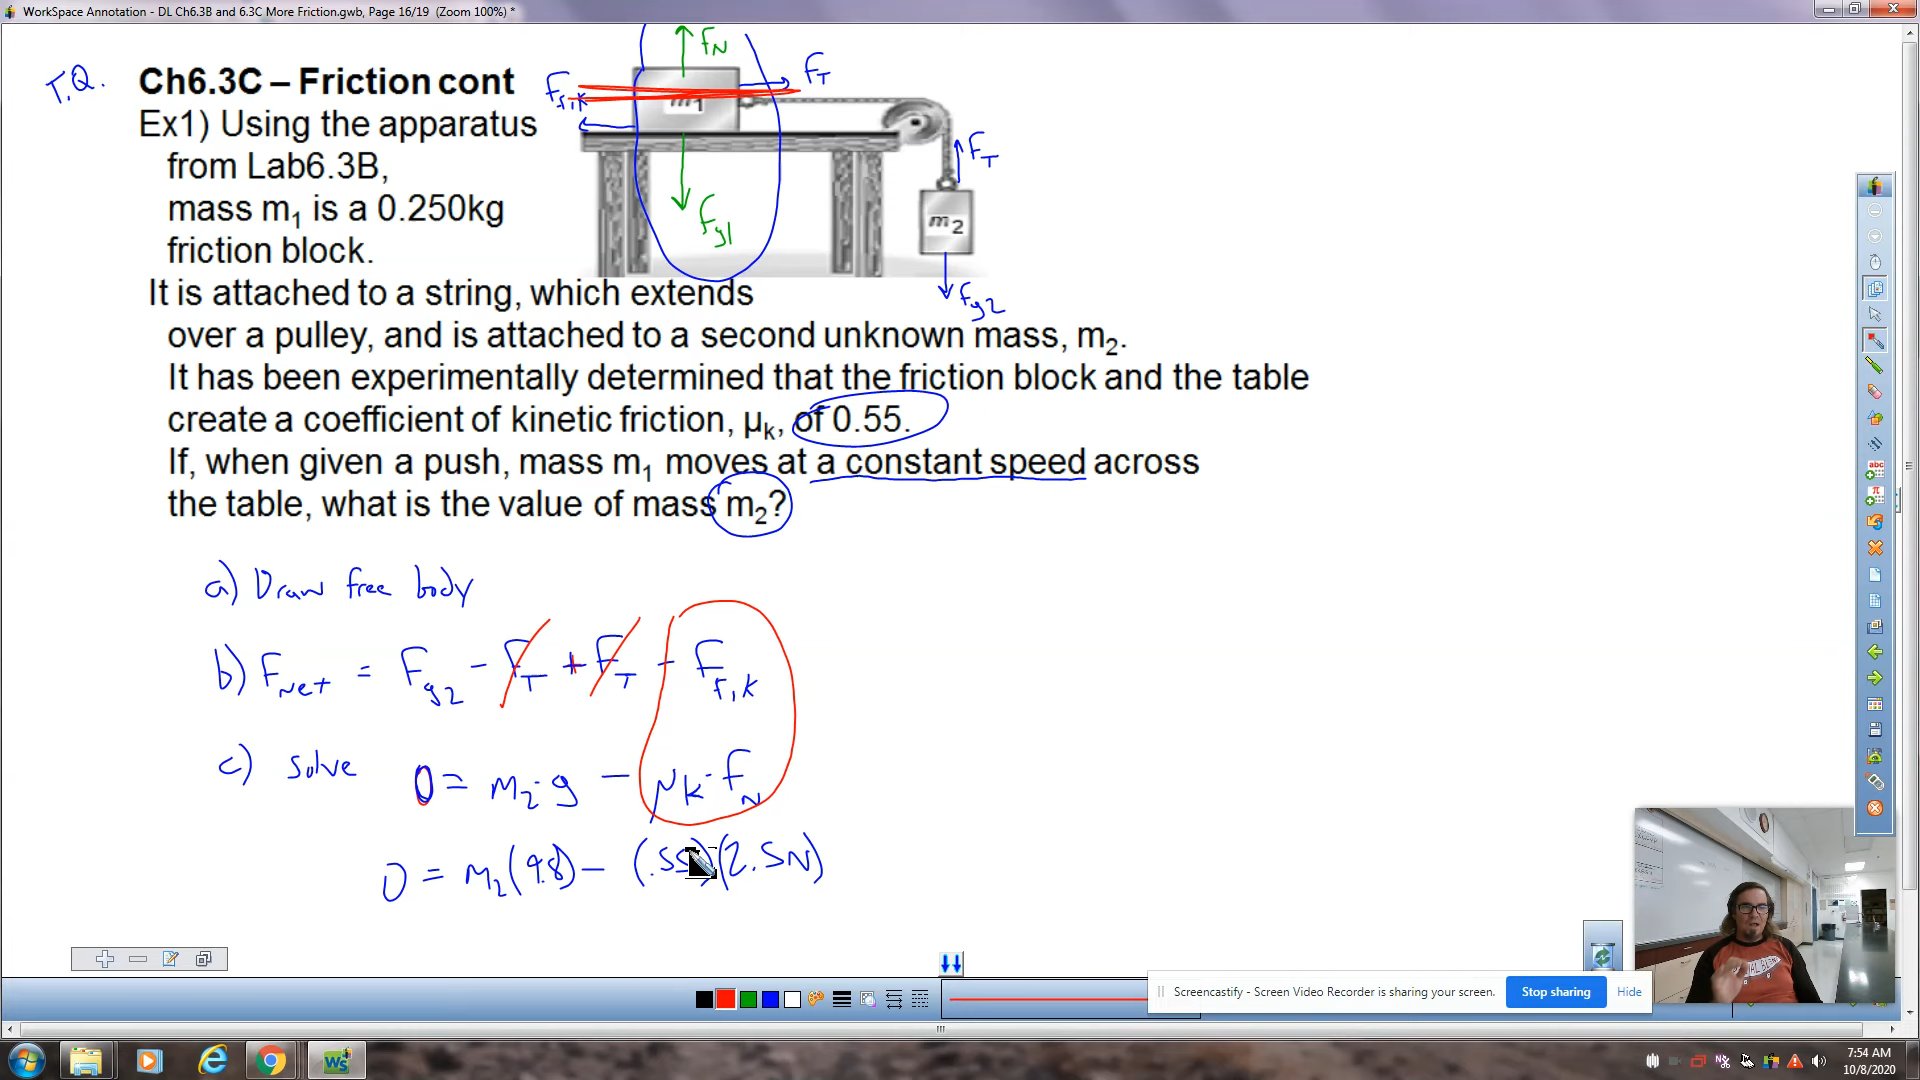 WorkSpace Annotation - DL Ch6.3B and 6.3C More Friction.gwb, Page 16/19 (Zoom 100%) *
T.Q.
Ch6.3C – Friction cont
Ex1) Using the apparatus
from Lab6.3B,
mass m1 is a 0.250kg
friction block.
FN
Ff,k
m1
FT
FT
Fg1
m2
Fg2
It is attached to a string, which extends
over a pulley, and is attached to a second unknown mass, m2.
It has been experimentally determined that the friction block and the table
create a coefficient of kinetic friction, μk, of 0.55.
If, when given a push, mass m1 moves at a constant speed across
the table, what is the value of mass m2?
a) Draw free body
b) FNet = Fg2 - FT + FT - Ff,k
c) solve 0 = m2·g - μk·FN
0 = m2(9.8) - (.55)(2.5N)
Screencastify - Screen Video Recorder is sharing your screen. Stop sharing Hide
7:54 AM
10/8/2020